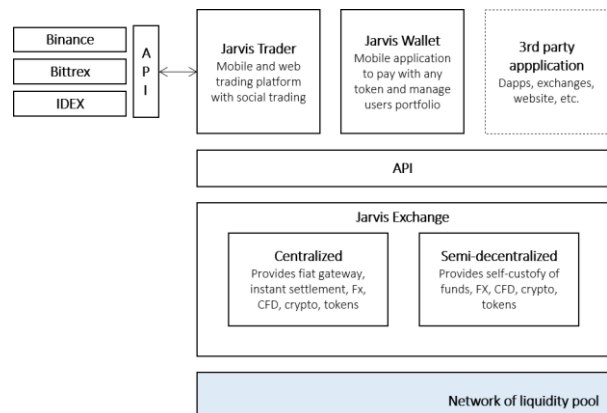 Binance
Bittrex
IDEX
A
P
I
Jarvis Trader
Mobile and web
trading platform
with social trading
Jarvis Wallet
Mobile application
to pay with any
token and manage
users portfolio
3rd party
appplication
Dapps, exchanges,
website, etc.
API
Jarvis Exchange
Centralized
Provides fiat gateway,
instant settlement, Fx,
CFD, crypto, tokens
Semi-decentralized
Provides self-custofy of
funds, FX, CFD, crypto,
tokens
Network of liquidity pool